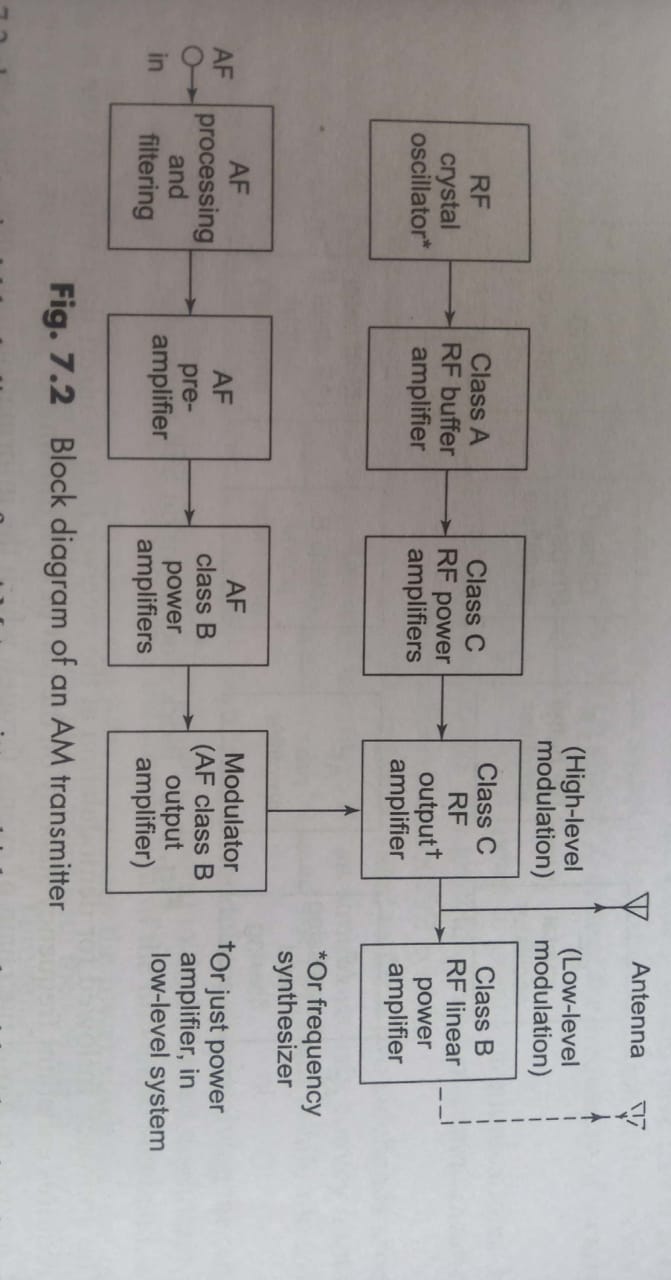 Antenna
(High-level
modulation)
(Low-level
modulation)
RF
crystal
oscillator*
Class A
RF buffer
amplifier
Class C
RF power
amplifiers
Class C
RF
output†
amplifier
Class B
RF linear
power
amplifier
*Or frequency
synthesizer
AF
in
AF
processing
and
filtering
AF
pre-
amplifier
AF
class B
power
amplifiers
Modulator
(AF class B
output
amplifier)
†Or just power
amplifier, in
low-level system
Fig. 7.2 Block diagram of an AM transmitter